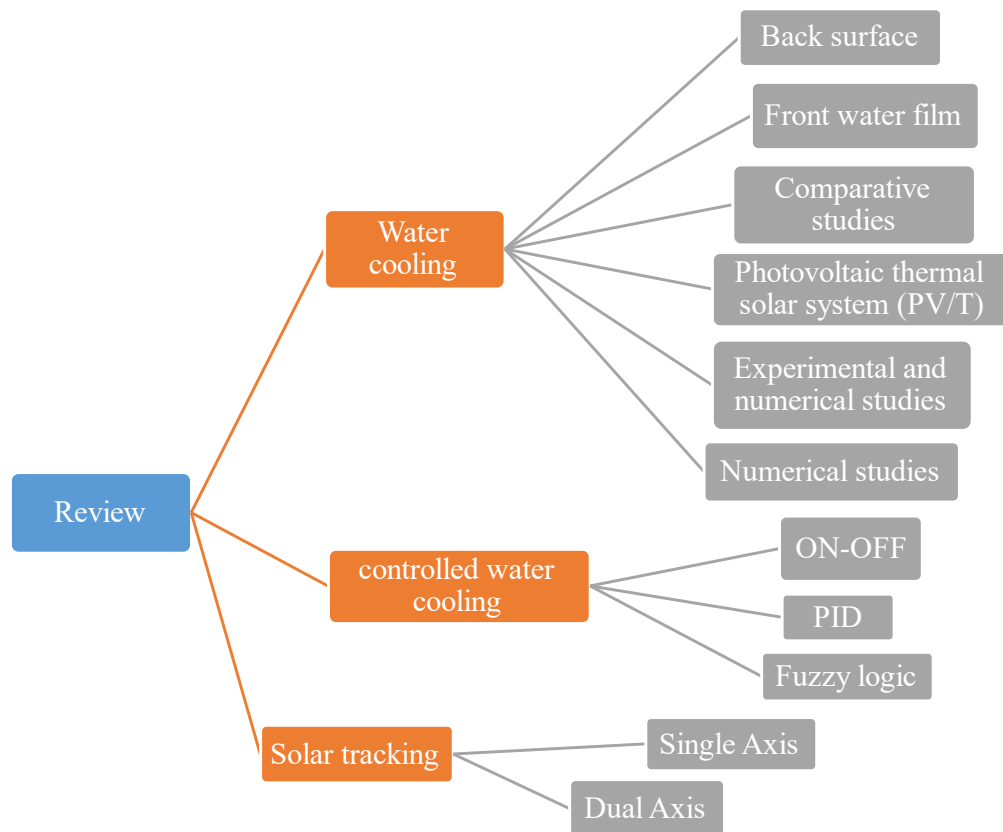 Review
Water
cooling
Back surface
Front water film
Comparative
studies
Photovoltaic thermal
solar system (PV/T)
Experimental and
numerical studies
Numerical studies
controlled water
cooling
ON-OFF
PID
Fuzzy logic
Solar tracking
Single Axis
Dual Axis